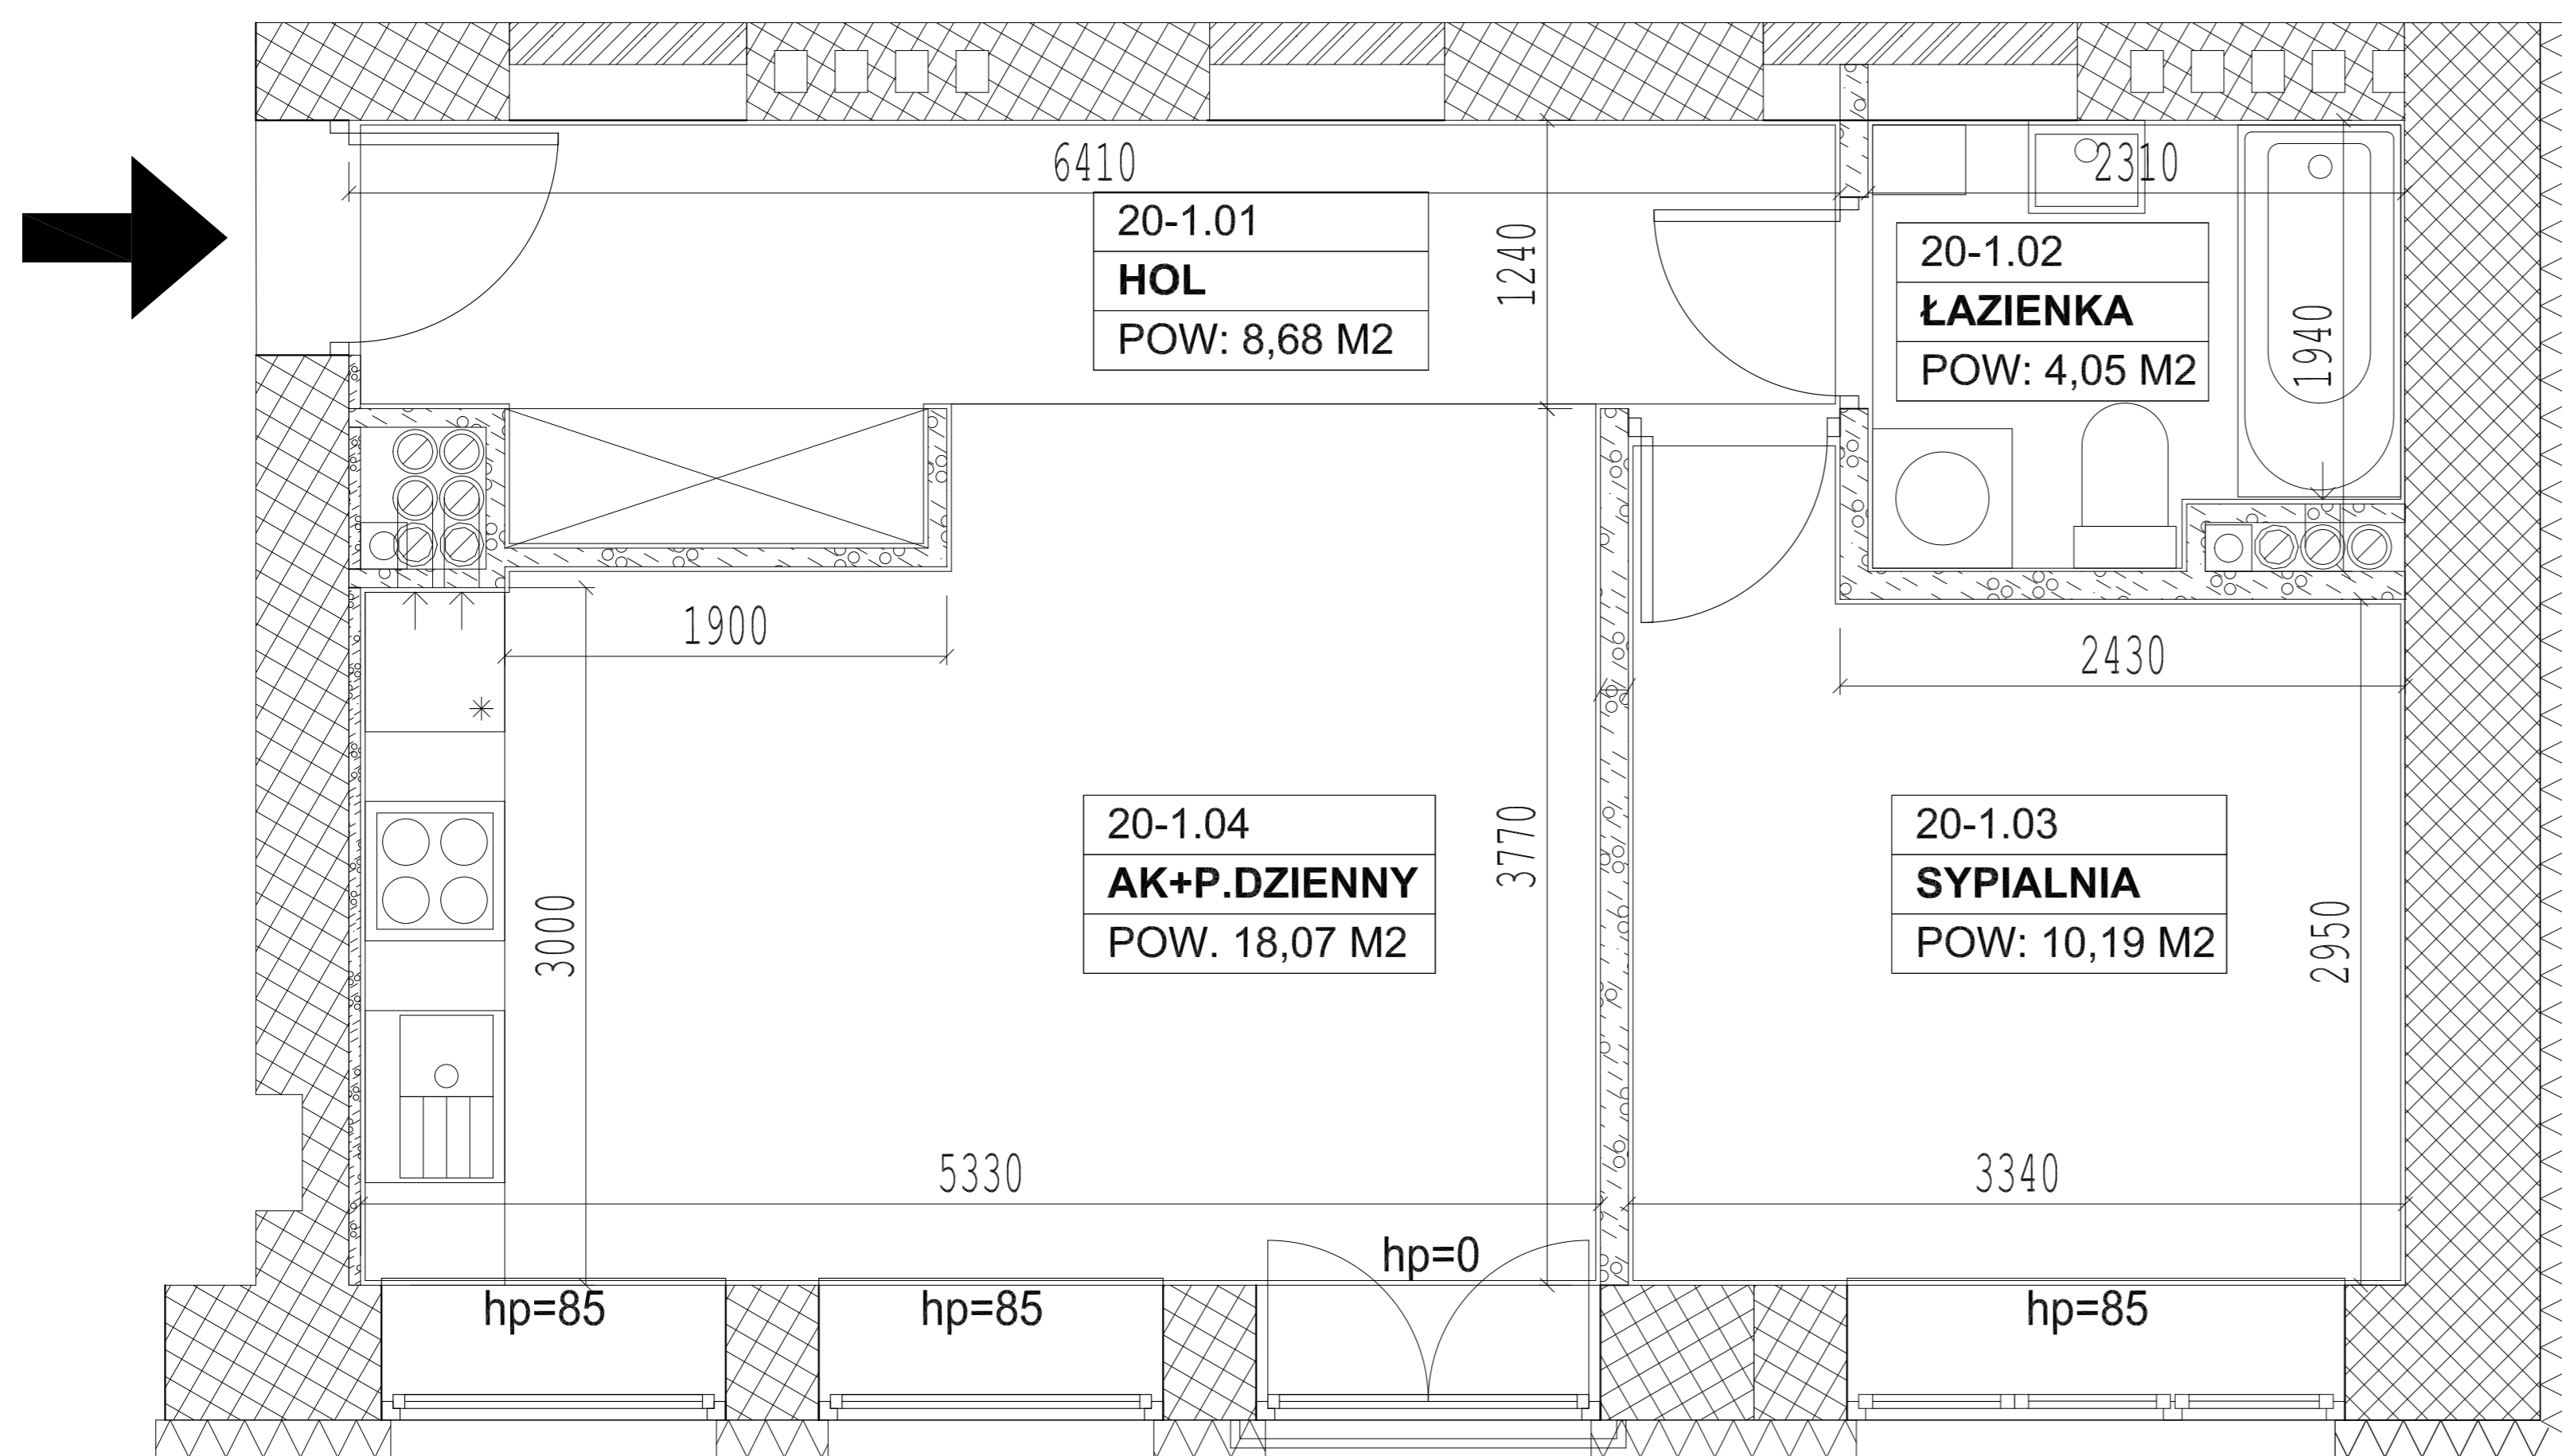 6410
2310
20-1.01
HOL
POW: 8,68 M2
1240
20-1.02
ŁAZIENKA
POW: 4,05 M2
1940
1900
2430
20-1.04
AK+P.DZIENNY
POW. 18,07 M2
3770
20-1.03
SYPIALNIA
POW: 10,19 M2
3000
2950
5330
3340
hp=0
hp=85
hp=85
hp=85